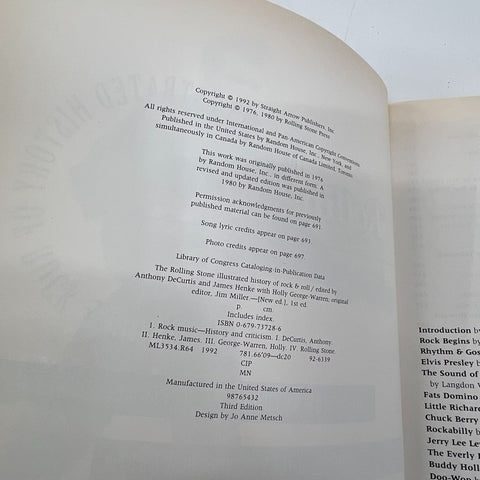 Copyright © 1992 by Straight Arrow Publishers, Inc.
Copyright © 1976, 1980 by Rolling Stone Press
All rights reserved under International and Pan-American Copyright Conventions.
Published in the United States by Random House, Inc., New York, and
simultaneously in Canada by Random House of Canada Limited, Toronto.
This work was originally published in 1976
by Random House, Inc., in different form. A
revised and updated edition was published in
1980 by Random House, Inc.
Permission acknowledgments for previously
published material can be found on page 691.
Song lyric credits appear on page 693.
Photo credits appear on page 697.
Library of Congress Cataloging-in-Publication Data
The Rolling Stone illustrated history of rock & roll / edited by
Anthony DeCurtis and James Henke with Holly George-Warren; original
editor, Jim Miller.—[New ed.], 1st ed.
p. cm.
Includes index.
ISBN 0-679-73728-6
1. Rock music—History and criticism. I. DeCurtis, Anthony.
II. Henke, James. III. George-Warren, Holly. IV. Rolling Stone.
ML3534.R64 1992 781.66'09—dc20 92-6339
CIP
MN
Manufactured in the United States of America
98765432
Third Edition
Design by Jo Anne Metsch
Introduction by
Rock Begins by
Rhythm & Gos
Elvis Presley b
The Sound of
by Langdon W
Fats Domino
Little Richard
Chuck Berry
Rockabilly b
Jerry Lee Le
The Everly
Buddy Holl
Doo-Wop b